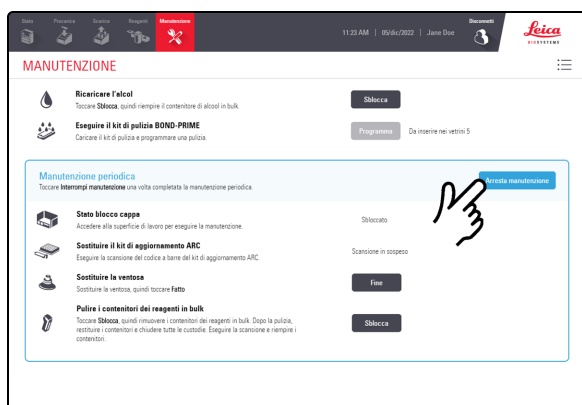 Stato Precarica Scarica Reagenti Manutenzione
11:23 AM | 05/dic/2022 | Jane Doe
Disconnetti
Leica
BIOSYSTEMS
MANUTENZIONE
Ricaricare l'alcol
Toccare Sblocca, quindi riempire il contenitore di alcool in bulk.
Sblocca
Eseguire il kit di pulizia BOND-PRIME
Caricare il kit di pulizia e programmare una pulizia.
Programma
Da inserire nei vetrini 5
Manutenzione periodica
Toccare Interrompi manutenzione una volta completata la manutenzione periodica.
Arresta manutenzione
Stato blocco cappa
Accedere alla superficie di lavoro per eseguire la manutenzione.
Sbloccato
Sostituire il kit di aggiornamento ARC
Eseguire la scansione del codice a barre del kit di aggiornamento ARC.
Scansione in sospeso
Sostituire la ventosa
Sostituire la ventosa, quindi toccare Fatto
Fine
Pulire i contenitori dei reagenti in bulk
Toccare Sblocca, quindi rimuovere i contenitori dei reagenti in bulk. Dopo la pulizia,
restituire i contenitori e chiudere tutte le custodie. Eseguire la scansione e riempire i
contenitori.
Sblocca